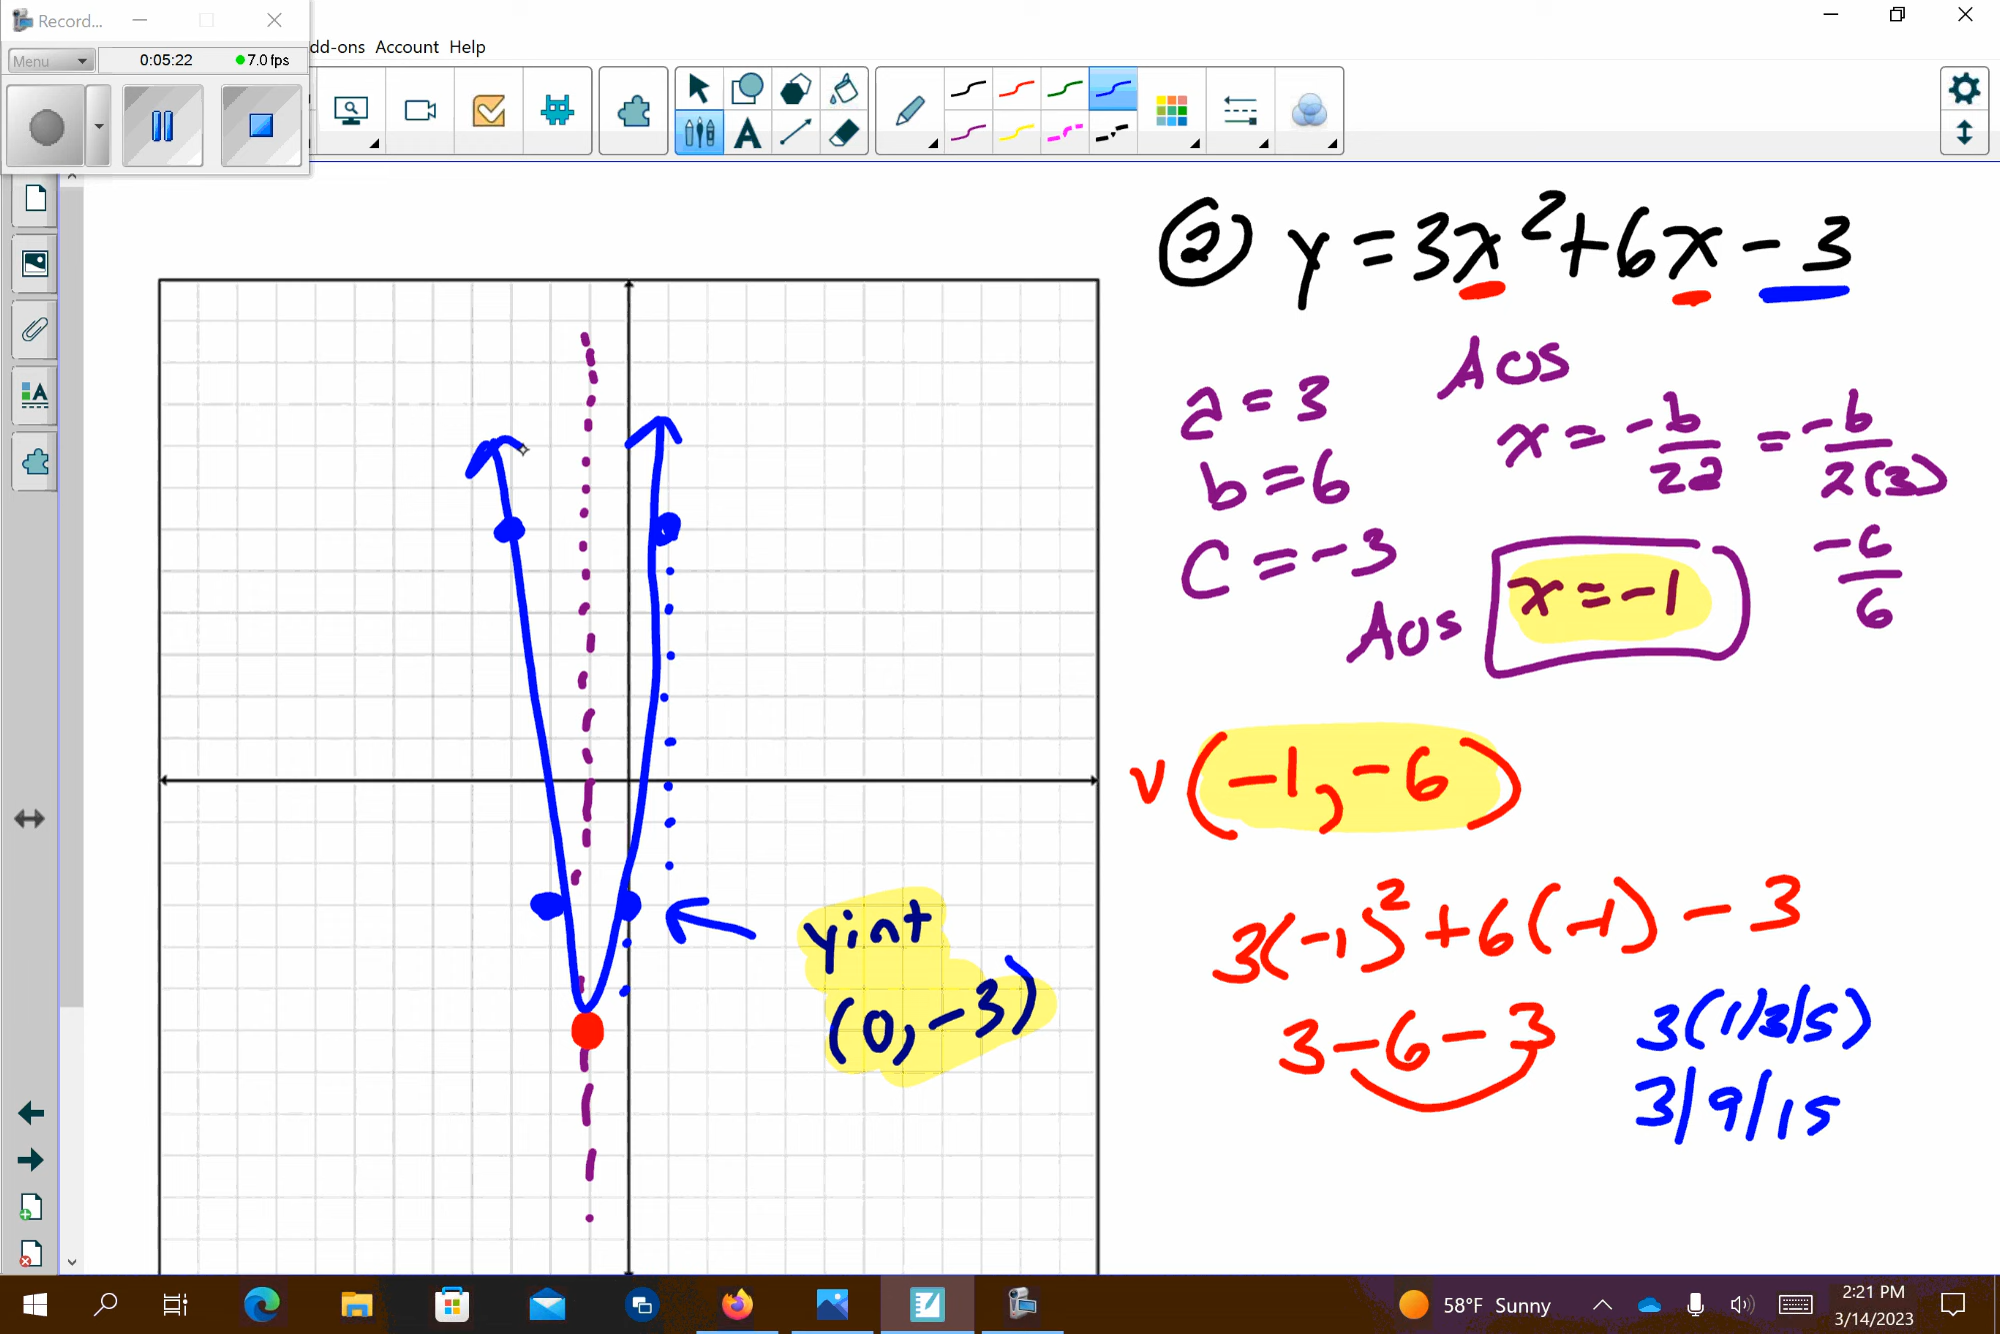 Record...
Menu 0:05:22 7.0 fps
dd-ons Account Help
② y = 3x² + 6x - 3
a = 3
b = 6
C = -3
Aos
x = -b/2a = -b/2(3)
-6/6
Aos x = -1
V (-1, -6)
3(-1)² + 6(-1) - 3
3 - 6 - 3
3(1/3/5)
3/9/15
yint
(0, -3)
58°F Sunny
2:21 PM
3/14/2023